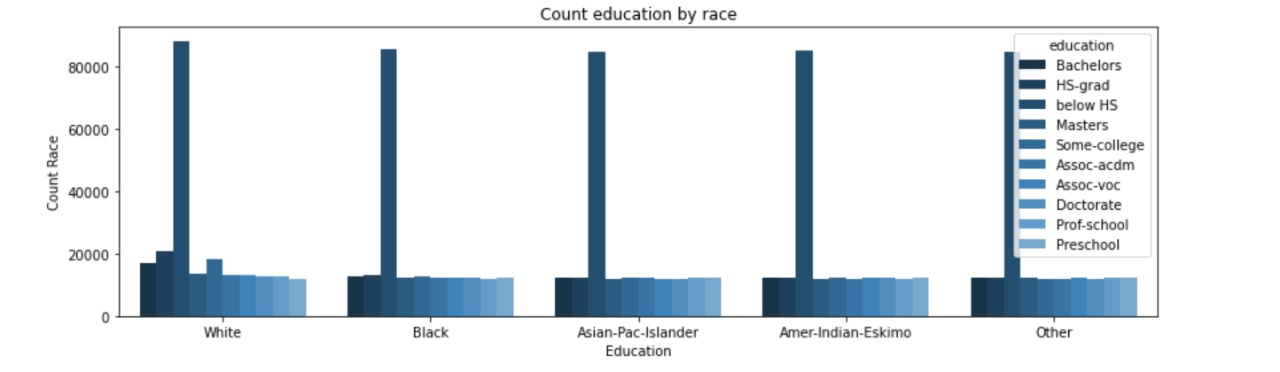 Count education by race
Count Race
80000
60000
40000
20000
0
education
Bachelors
HS-grad
below HS
Masters
Some-college
Assoc-acdm
Assoc-voc
Doctorate
Prof-school
Preschool
White Black Asian-Pac-Islander Amer-Indian-Eskimo Other
Education